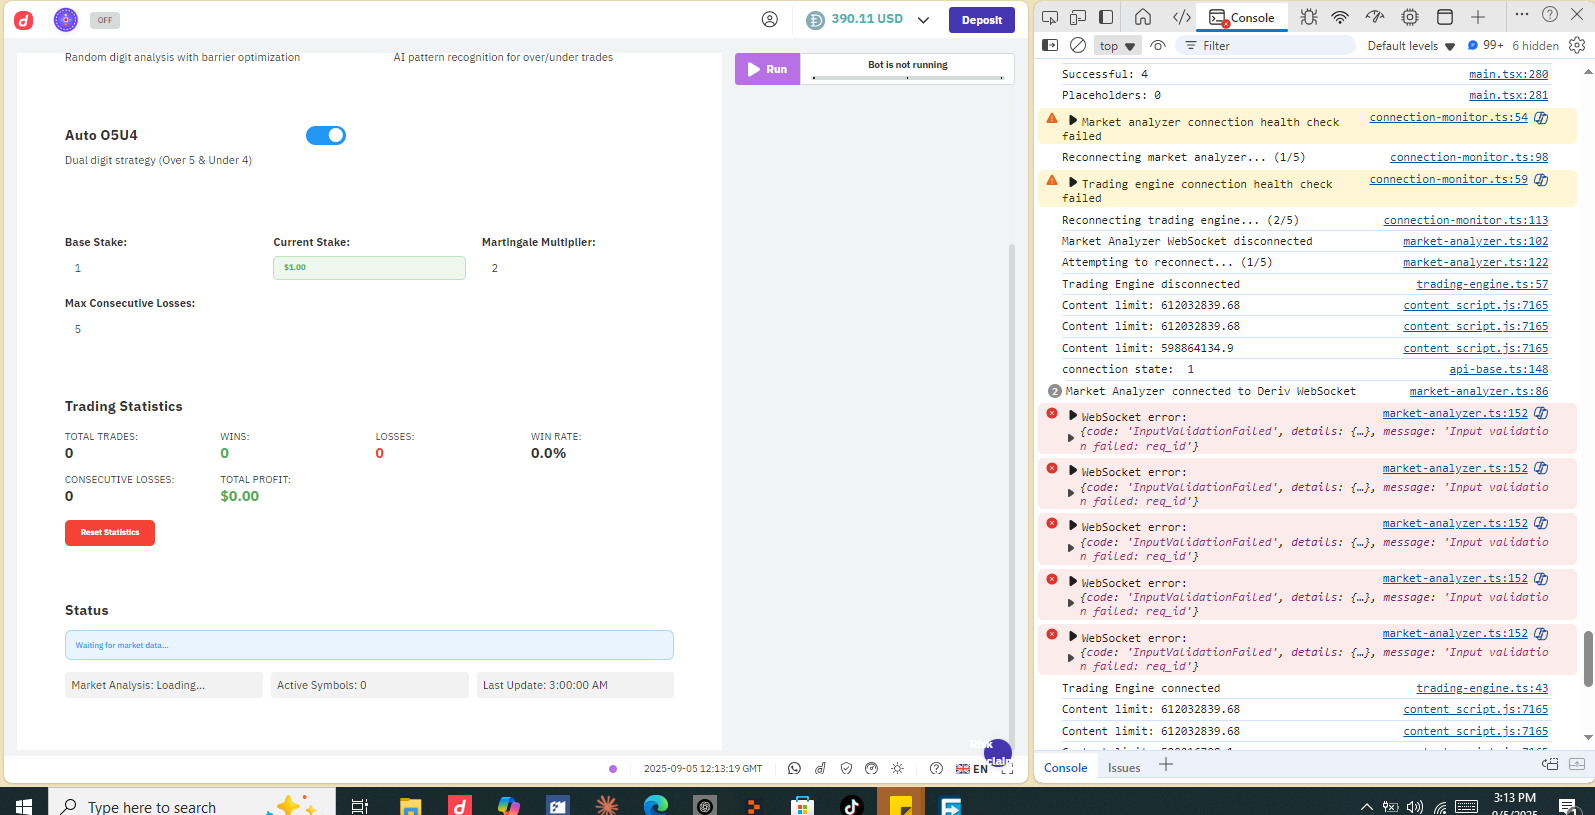 OFF
390.11 USD
Deposit
Random digit analysis with barrier optimization
AI pattern recognition for over/under trades
Run
Bot is not running
Auto O5U4
Dual digit strategy (Over 5 & Under 4)
Base Stake:
Current Stake:
Martingale Multiplier:
1
$1.00
2
Max Consecutive Losses:
5
Trading Statistics
TOTAL TRADES:
WINS:
LOSSES:
WIN RATE:
0
0
0
0.0%
CONSECUTIVE LOSSES:
TOTAL PROFIT:
0
$0.00
Reset Statistics
Status
Waiting for market data...
Market Analysis: Loading...
Active Symbols: 0
Last Update: 3:00:00 AM
2025-09-05 12:13:19 GMT
EN
Console
top
Filter
Default levels
99+
6 hidden
Successful: 4 main.tsx:280
Placeholders: 0 main.tsx:281
Market analyzer connection health check connection-monitor.ts:54
failed
Reconnecting market analyzer... (1/5) connection-monitor.ts:98
Trading engine connection health check connection-monitor.ts:59
failed
Reconnecting trading engine... (2/5) connection-monitor.ts:113
Market Analyzer WebSocket disconnected market-analyzer.ts:102
Attempting to reconnect... (1/5) market-analyzer.ts:122
Trading Engine disconnected trading-engine.ts:57
Content limit: 612032839.68 content script.js:7165
Content limit: 612032839.68 content script.js:7165
Content limit: 598864134.9 content script.js:7165
connection state: 1 api-base.ts:148
2 Market Analyzer connected to Deriv WebSocket market-analyzer.ts:86
WebSocket error: market-analyzer.ts:152
{code: 'InputValidationFailed', details: {…}, message: 'Input validatio
n failed: req_id'}
WebSocket error: market-analyzer.ts:152
{code: 'InputValidationFailed', details: {…}, message: 'Input validatio
n failed: req_id'}
WebSocket error: market-analyzer.ts:152
{code: 'InputValidationFailed', details: {…}, message: 'Input validatio
n failed: req_id'}
WebSocket error: market-analyzer.ts:152
{code: 'InputValidationFailed', details: {…}, message: 'Input validatio
n failed: req_id'}
WebSocket error: market-analyzer.ts:152
{code: 'InputValidationFailed', details: {…}, message: 'Input validatio
n failed: req_id'}
Trading Engine connected trading-engine.ts:43
Content limit: 612032839.68 content script.js:7165
Content limit: 612032839.68 content script.js:7165
Console
Issues
Type here to search
3:13 PM